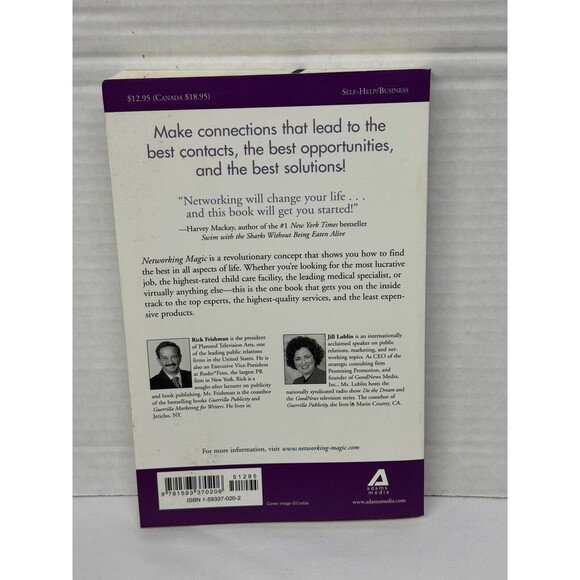 $12.95 (CANADA $18.95)
SELF-HELP/BUSINESS
Make connections that lead to the
best contacts, the best opportunities,
and the best solutions!
“Networking will change your life . . .
and this book will get you started!”
—Harvey Mackay, author of the #1 New York Times bestseller
Swim with the Sharks Without Being Eaten Alive
Networking Magic is a revolutionary concept that shows you how to find
the best in all aspects of life. Whether you're looking for the most lucrative
job, the highest-rated child care facility, the leading medical specialist, or
virtually anything else—this is the one book that gets you on the inside
track to the top experts, the highest-quality services, and the least expen-
sive products.
Rick Frishman is the president
of Planned Television Arts, one
of the leading public relations
firms in the United States. He is
also an Executive Vice-President
at Ruder*Finn, the largest PR
firm in New York. Rick is a
sought-after lecturer on publicity
and book publishing. Mr. Frishman is the coauthor
of the bestselling books Guerrilla Publicity and
Guerrilla Marketing for Writers. He lives in
Jericho, NY.
Jill Lublin is an internationally
acclaimed speaker on public
relations, marketing, and net-
working topics. As CEO of the
strategic consulting firm
Promising Promotion, and
founder of GoodNews Media,
Inc., Ms. Lublin hosts the
nationally syndicated radio show Do the Dream and
the GoodNews television series. The coauthor of
Guerrilla Publicity, she lives in Marin County, CA.
For more information, visit www.networking-magic.com
51295
9 781593 370206
ISBN 1-59337-020-2
Cover image ©Corbis.
adams
media
www.adamsmedia.com